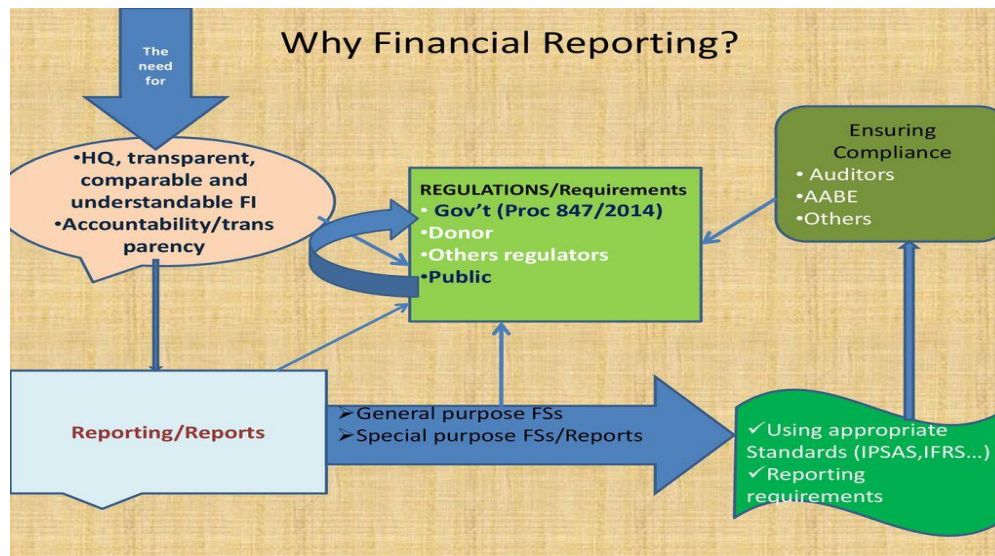 Why Financial Reporting?
The
need
for
•HQ, transparent,
comparable and
understandable FI
•Accountability/trans
parency
REGULATIONS/Requirements
• Gov't (Proc 847/2014)
•Donor
•Others regulators
•Public
Ensuring
Compliance
• Auditors
•AABE
•Others
Reporting/Reports
➢General purpose FSs
➢Special purpose FSs/Reports
✓Using appropriate
Standards (IPSAS,IFRS...)
✓Reporting
requirements